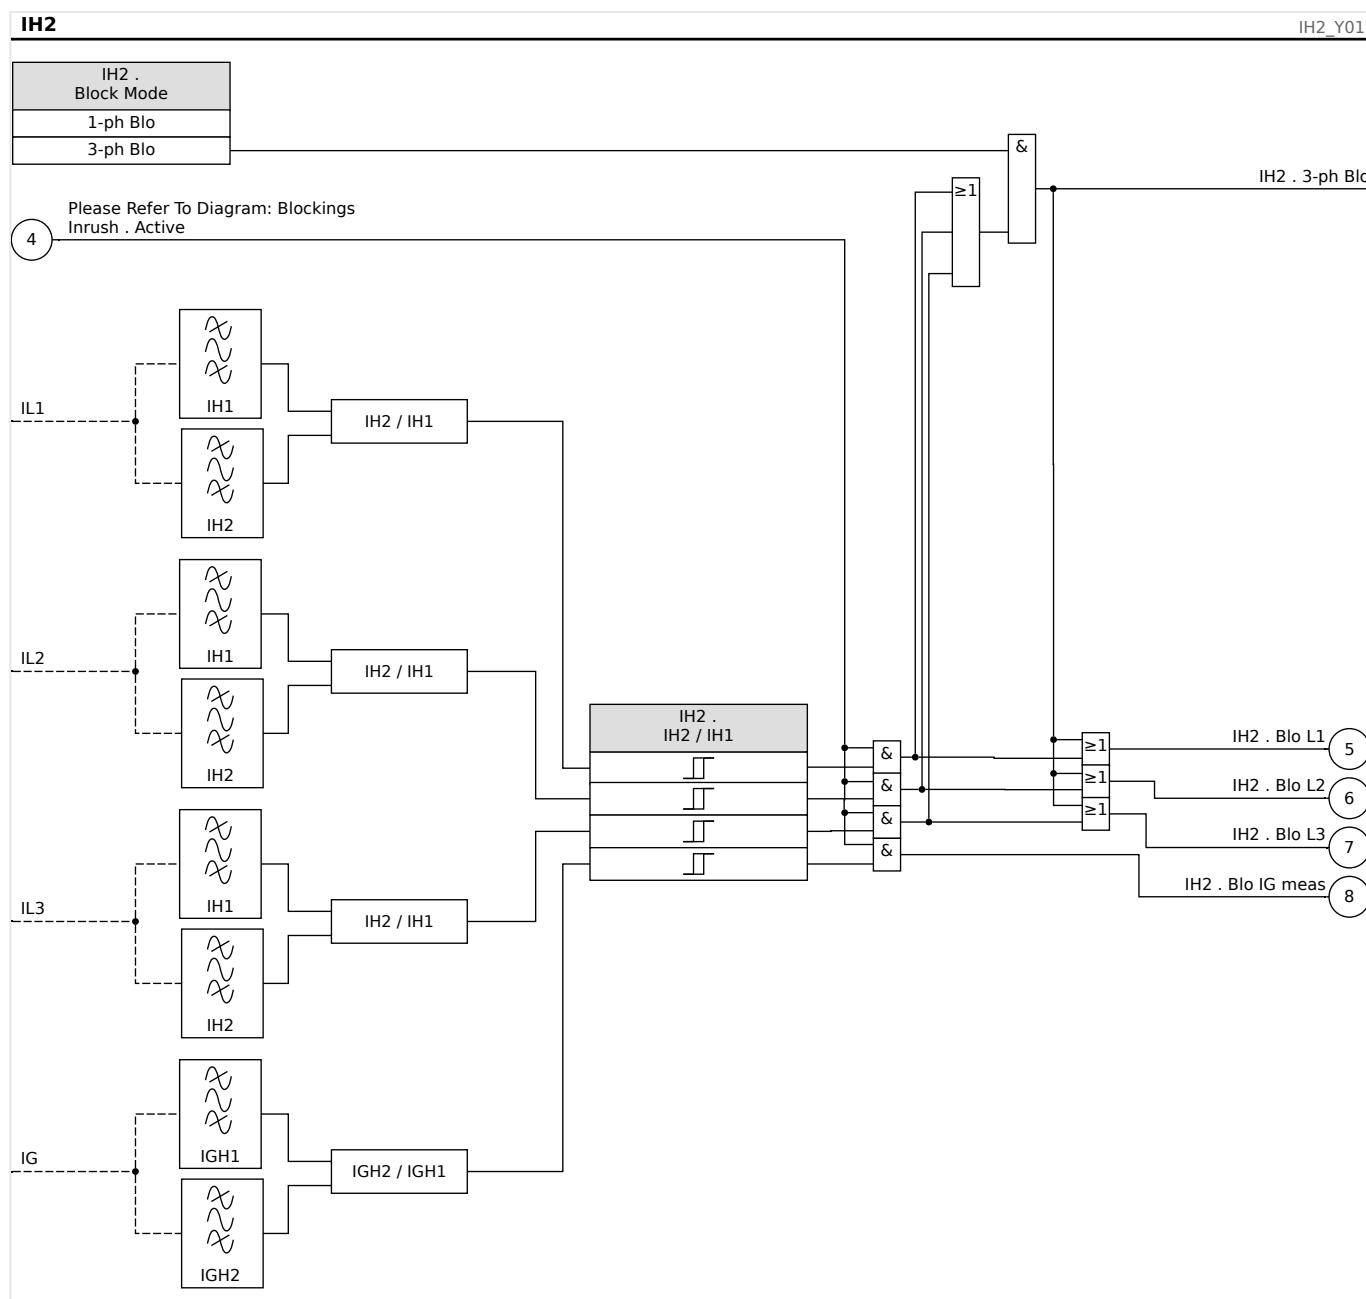 IH2
IH2_Y01
IH2 .
Block Mode
1-ph Blo
3-ph Blo
&
≥1
IH2 . 3-ph Blo
Please Refer To Diagram: Blockings
Inrush . Active
4
IH1
IL1
IH2 / IH1
IH2
IH1
IL2
IH2 / IH1
IH2
IH2 .
IH2 / IH1
&
&
&
&
≥1
≥1
≥1
IH2 . Blo L1
5
IH2 . Blo L2
6
IH2 . Blo L3
7
IH2 . Blo IG meas
8
IH1
IL3
IH2 / IH1
IH2
IGH1
IG
IGH2 / IGH1
IGH2